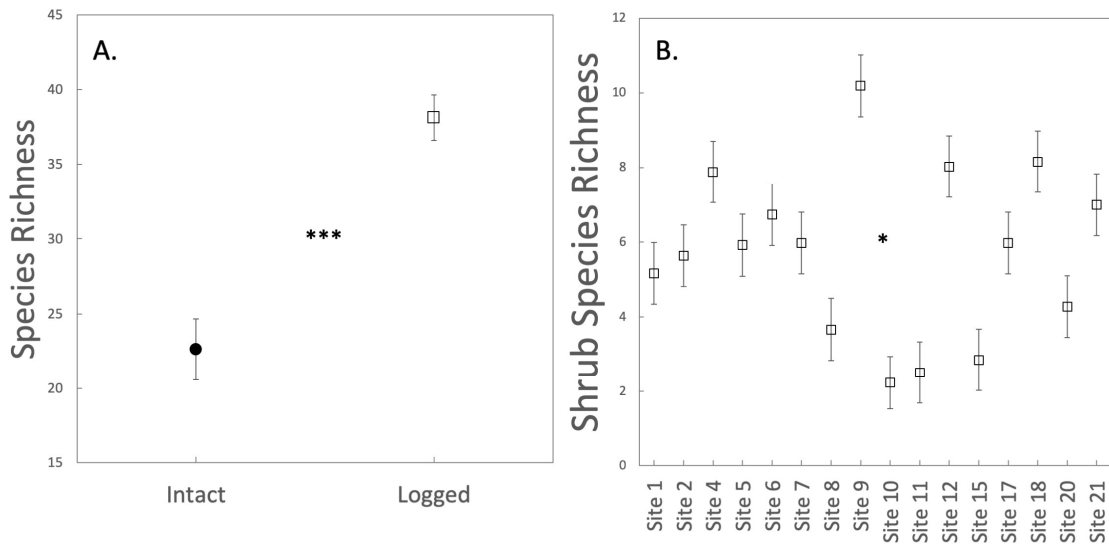 A.
Species Richness
45
40
35
30
25
20
15
***
Intact
Logged
B.
Shrub Species Richness
12
10
8
6
4
2
0
*
Site 1
Site 2
Site 4
Site 5
Site 6
Site 7
Site 8
Site 9
Site 10
Site 11
Site 12
Site 15
Site 17
Site 18
Site 20
Site 21